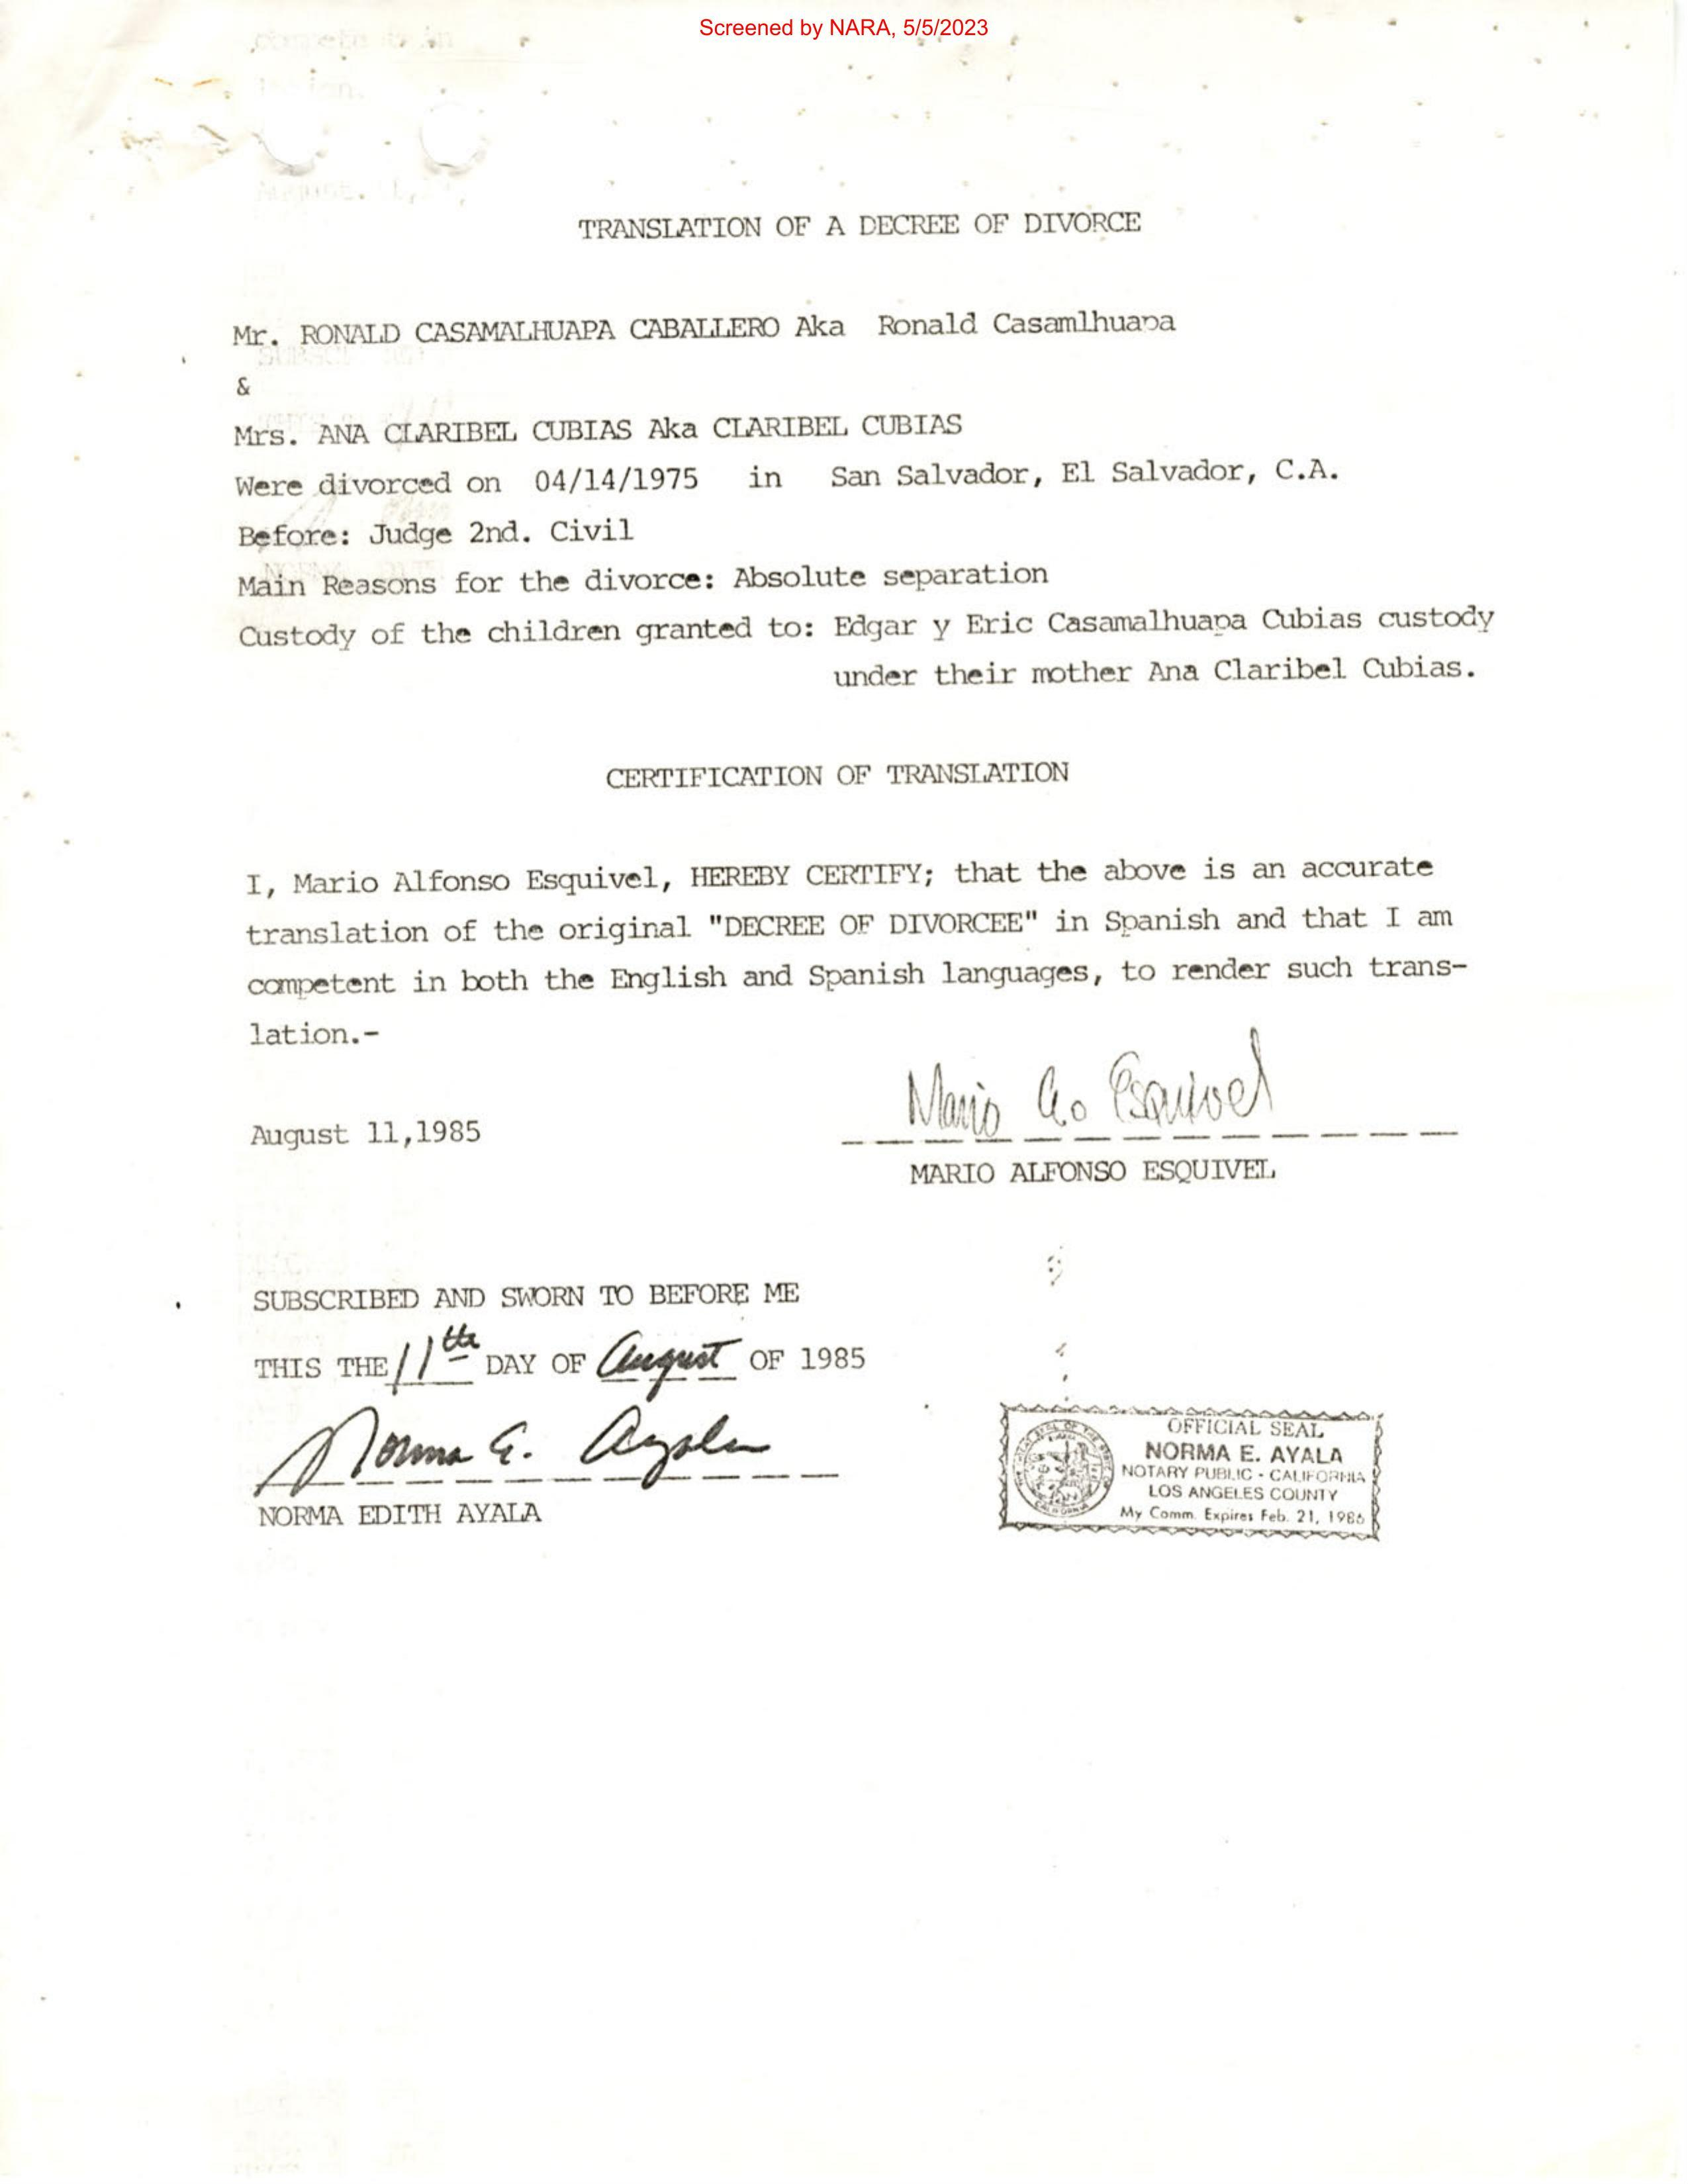 Screened by NARA, 5/5/2023
TRANSLATION OF A DECREE OF DIVORCE
Mr. RONALD CASAMALHUAPA CABALLERO Aka Ronald Casamlhuapa
&
Mrs. ANA CLARIBEL CUBIAS Aka CLARIBEL CUBIAS
Were divorced on 04/14/1975 in San Salvador, El Salvador, C.A.
Before: Judge 2nd. Civil
Main Reasons for the divorce: Absolute separation
Custody of the children granted to: Edgar y Eric Casamalhuapa Cubias custody
under their mother Ana Claribel Cubias.
CERTIFICATION OF TRANSLATION
I, Mario Alfonso Esquivel, HEREBY CERTIFY; that the above is an accurate
translation of the original "DECREE OF DIVORCEE" in Spanish and that I am
competent in both the English and Spanish languages, to render such trans-
lation.-
Mario Ao Esquivel
August 11,1985
MARIO ALFONSO ESQUIVEL
SUBSCRIBED AND SWORN TO BEFORE ME
THIS THE 11th DAY OF August OF 1985
Norma E. Ayala
NORMA EDITH AYALA
OFFICIAL SEAL
NORMA E. AYALA
NOTARY PUBLIC - CALIFORNIA
LOS ANGELES COUNTY
My Comm. Expires Feb. 21, 1986